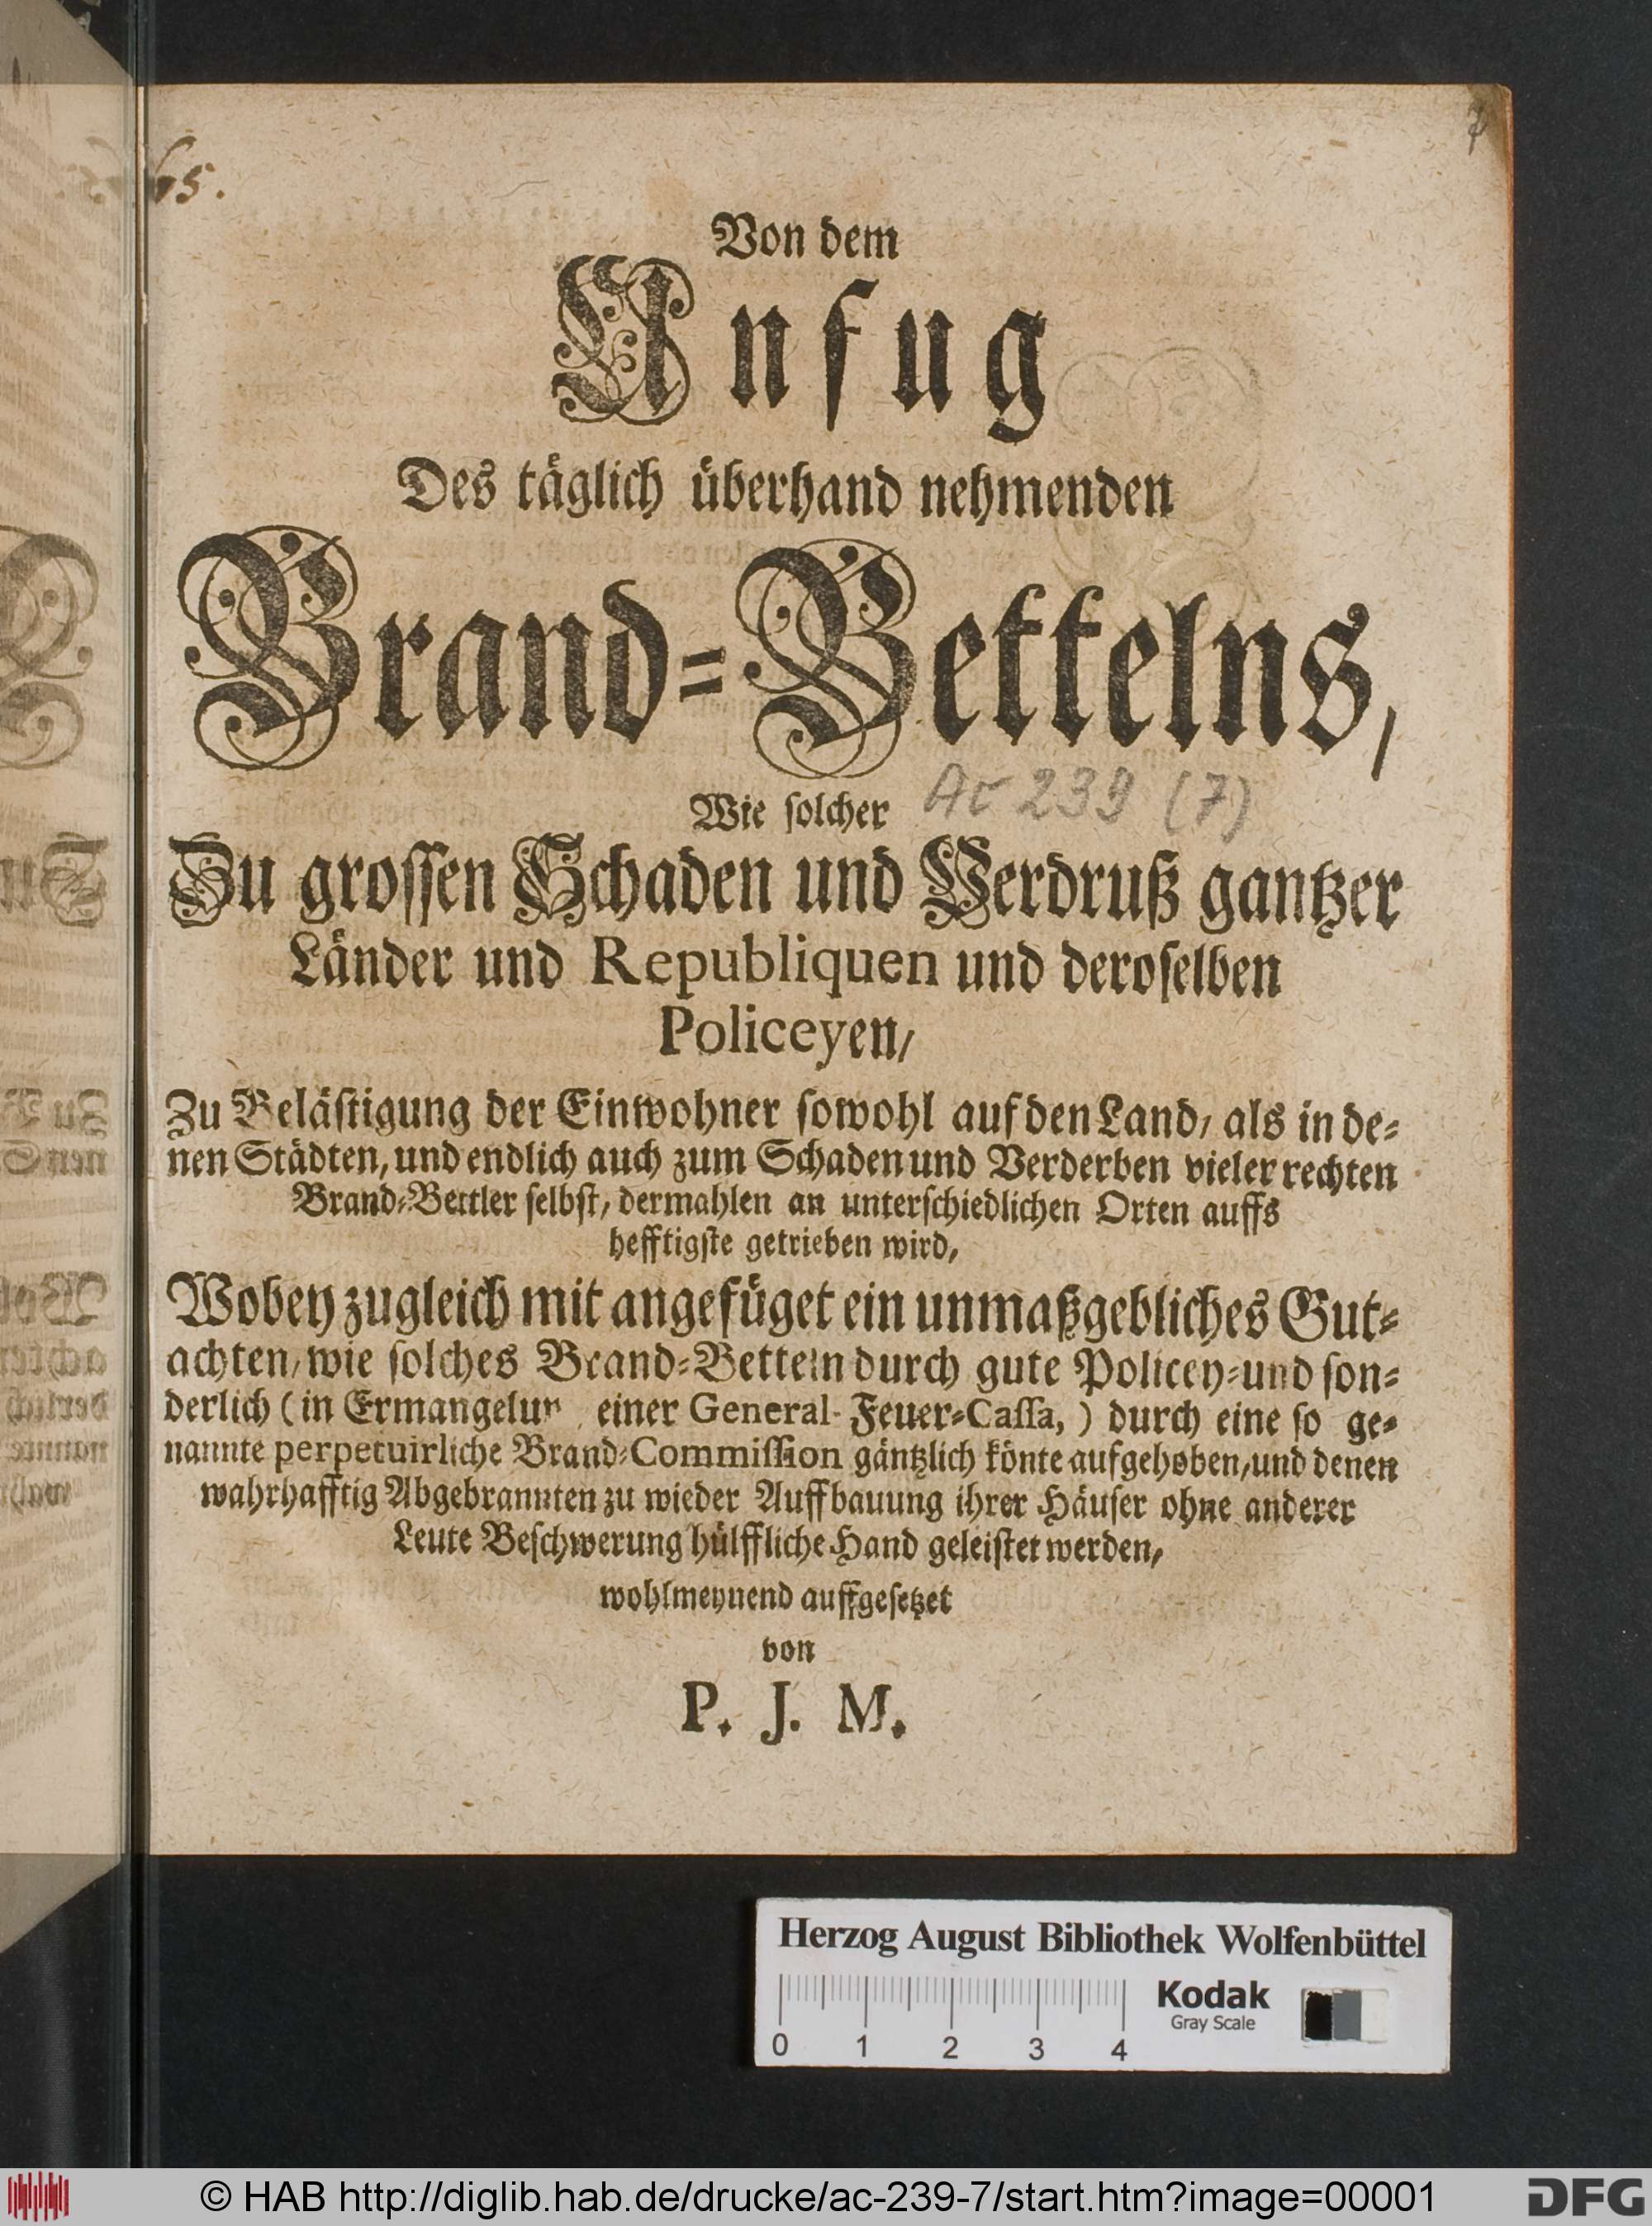 65.
7
Von dem
Unfug
Des täglich überhand nehmenden
Brand-Bettelns,
Wie solcher
Ac 239 (7)
Zu grossen Schaden und Verdruß gantzer
Länder und Republiquen und deroselben
Policeyen/
Zu Belästigung der Einwohner sowohl auf den Land/ als in de-
nen Städten, und endlich auch zum Schaden und Verderben vieler rechten
Brand-Bettler selbst/ dermahlen an unterschiedlichen Orten auffs
hefftigste getrieben wird,
Wobey zugleich mit angefüget ein unmaßgebliches Gut-
achten/ wie solches Brand-Betteln durch gute Policey-und son-
derlich (in einer General-Feuer-Cassa,) durch eine so ge-
nannte perpetuirliche Brand-Commission gäntzlich könte aufgehoben/ und denen
wahrhafftig Abgebrannten zu wieder Auffbauung ihrer Häuser ohne anderer
Leute Beschwerung hülffliche Hand geleistet werden/
wohlmeynend auffgesetzet
von
P. J. M.
Herzog August Bibliothek Wolfenbüttel
Kodak
Gray Scale
0 1 2 3 4
© HAB http://diglib.hab.de/drucke/ac-239-7/start.htm?image=00001
DFG